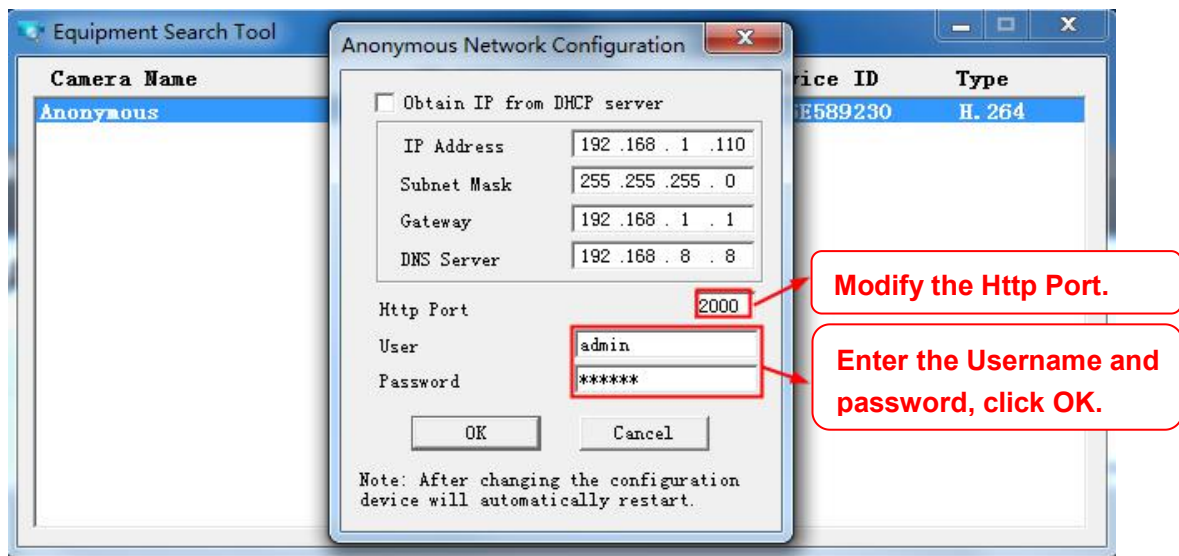 Equipment Search Tool
Anonymous Network Configuration
Camera Name
vice ID
Type
Anonymous
E589230
H.264
Obtain IP from DHCP server
IP Address 192 .168 . 1 .110
Subnet Mask 255 .255 .255 . 0
Gateway 192 .168 . 1 . 1
DNS Server 192 .168 . 8 . 8
Http Port 2000
User admin
Password ******
OK Cancel
Note: After changing the configuration
device will automatically restart.
Modify the Http Port.
Enter the Username and
password, click OK.